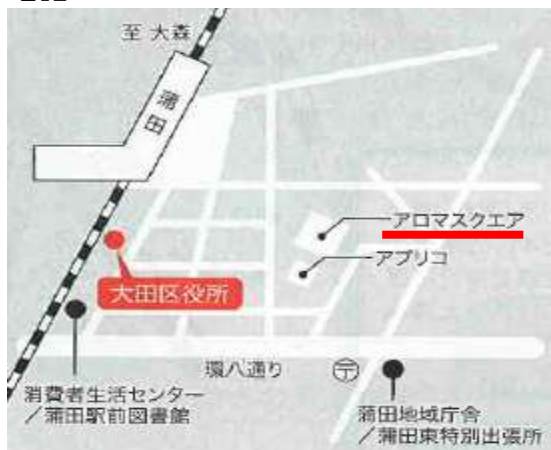 至 大森
蒲田
アロマスクエア
アプリコ
大田区役所
環八通り
〒
消費者生活センター
／蒲田駅前図書館
蒲田地域庁舎
／蒲田東特別出張所